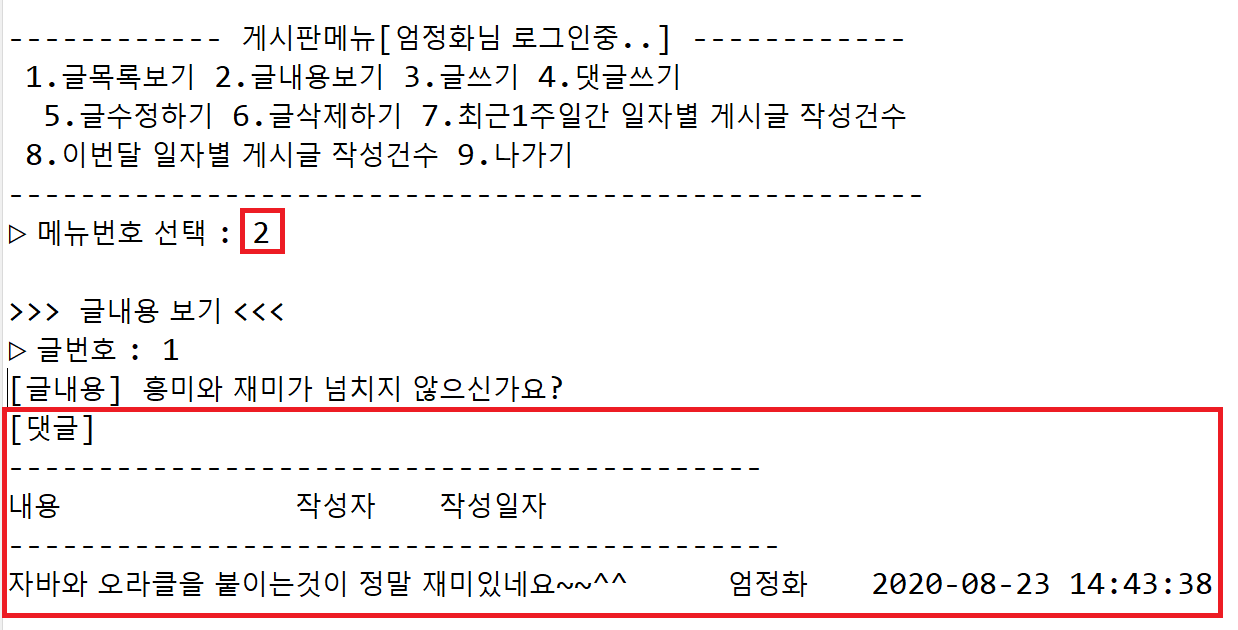 ------------ 게시판메뉴[엄정화님 로그인중..] ------------
1.글목록보기 2.글내용보기 3.글쓰기 4.댓글쓰기
5.글수정하기 6.글삭제하기 7.최근1주일간 일자별 게시글 작성건수
8.이번달 일자별 게시글 작성건수 9.나가기
----------------------------------------------------
▷ 메뉴번호 선택 : 2
>>> 글내용 보기 <<<
▷ 글번호 : 1
[글내용] 흥미와 재미가 넘치지 않으신가요?
[댓글]
-------------------------------------------
내용 작성자 작성일자
--------------------------------------------
자바와 오라클을 붙이는것이 정말 재미있네요~~^^ 엄정화 2020-08-23 14:43:38